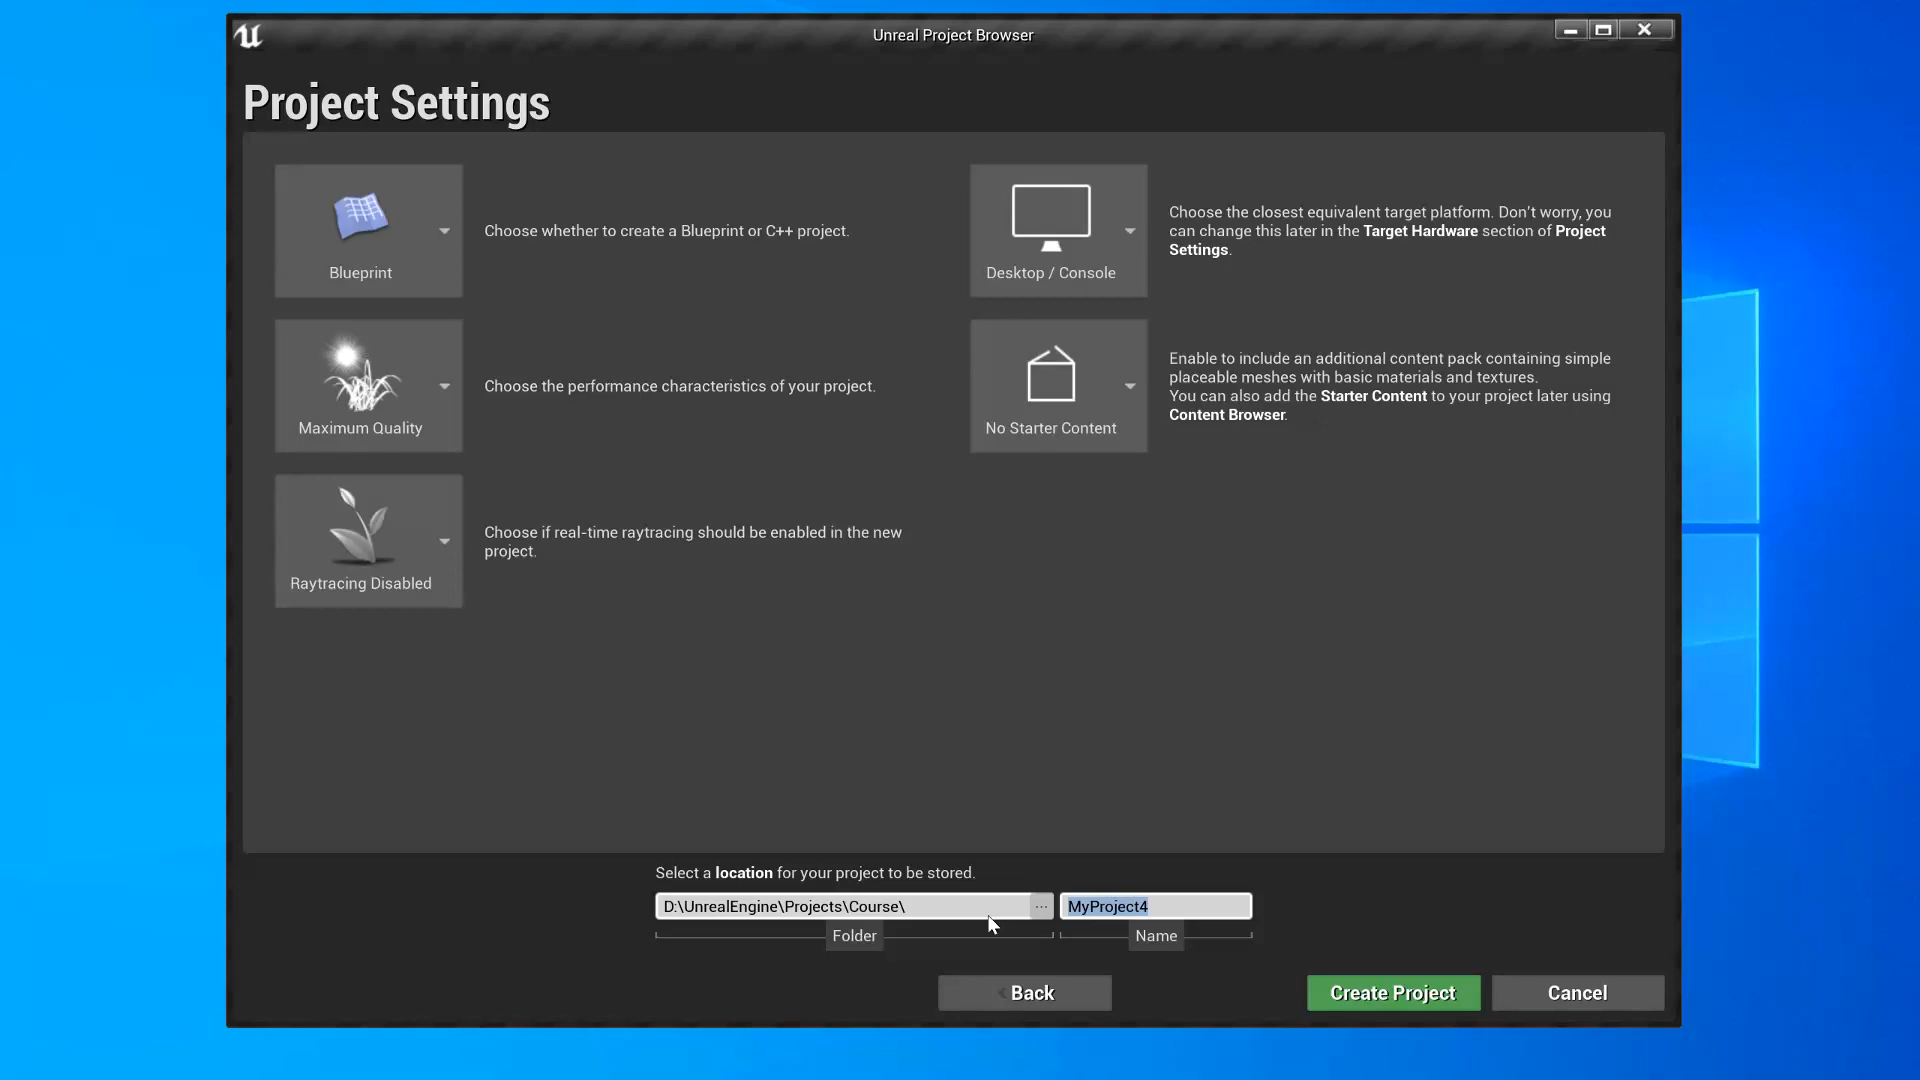 Unreal Project Browser
Project Settings
Blueprint
Choose whether to create a Blueprint or C++ project.
Desktop / Console
Choose the closest equivalent target platform. Don't worry, you
can change this later in the Target Hardware section of Project
Settings.
Maximum Quality
Choose the performance characteristics of your project.
No Starter Content
Enable to include an additional content pack containing simple
placeable meshes with basic materials and textures.
You can also add the Starter Content to your project later using
Content Browser.
Raytracing Disabled
Choose if real-time raytracing should be enabled in the new
project.
Select a location for your project to be stored.
D:\UnrealEngine\Projects\Course\
...
MyProject4
Folder
Name
Back
Create Project
Cancel